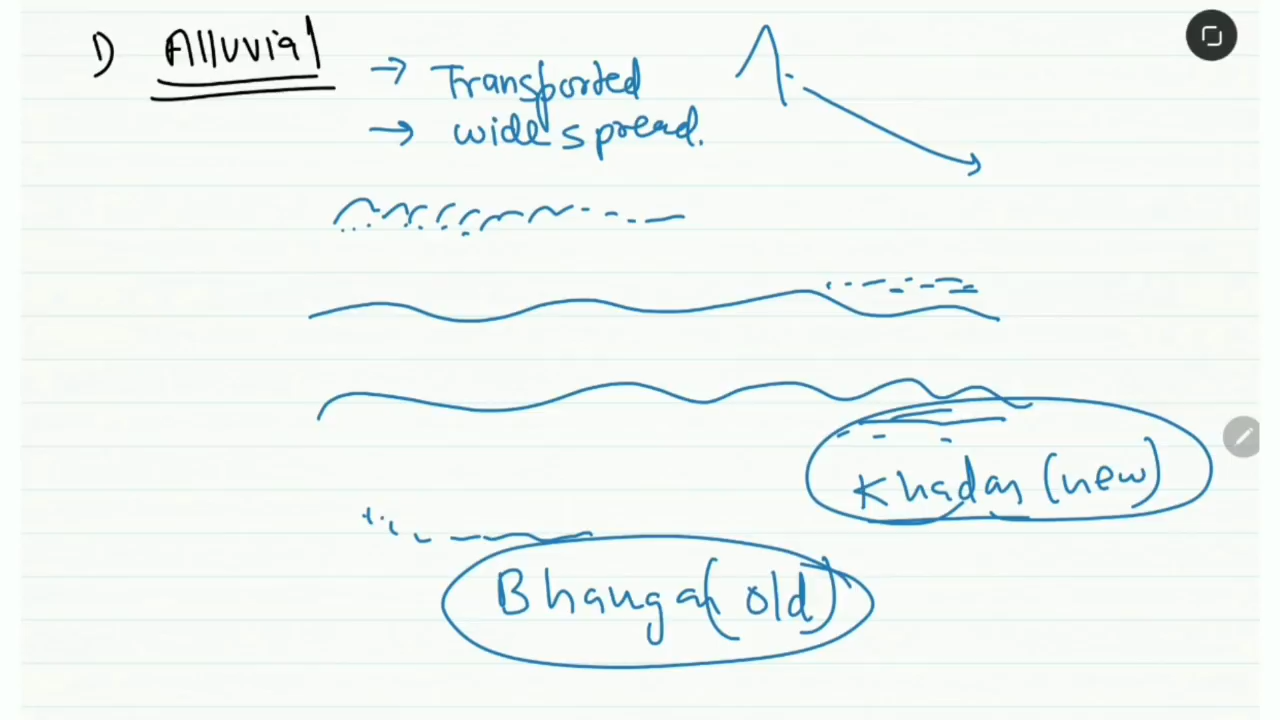 1) Alluvial
→ Transported
→ wide spread.
Khadar (new)
Bhangar (old)